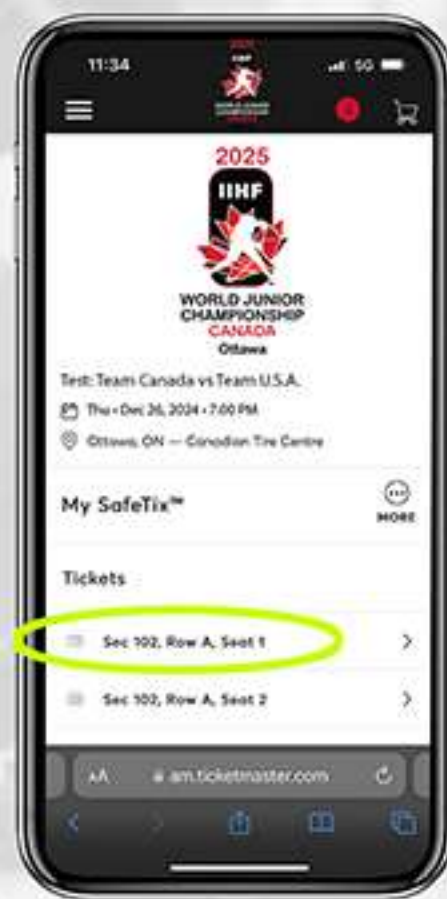 11:34
5G
2025
IIHF
WORLD JUNIOR
CHAMPIONSHIP
CANADA
Ottawa
Test: Team Canada vs Team U.S.A.
Thu • Dec 26, 2024 • 7:00 PM
Ottawa, ON — Canadian Tire Centre
My SafeTix™
MORE
Tickets
Sec 102, Row A, Seat 1
Sec 102, Row A, Seat 2
AA
am.ticketmaster.com